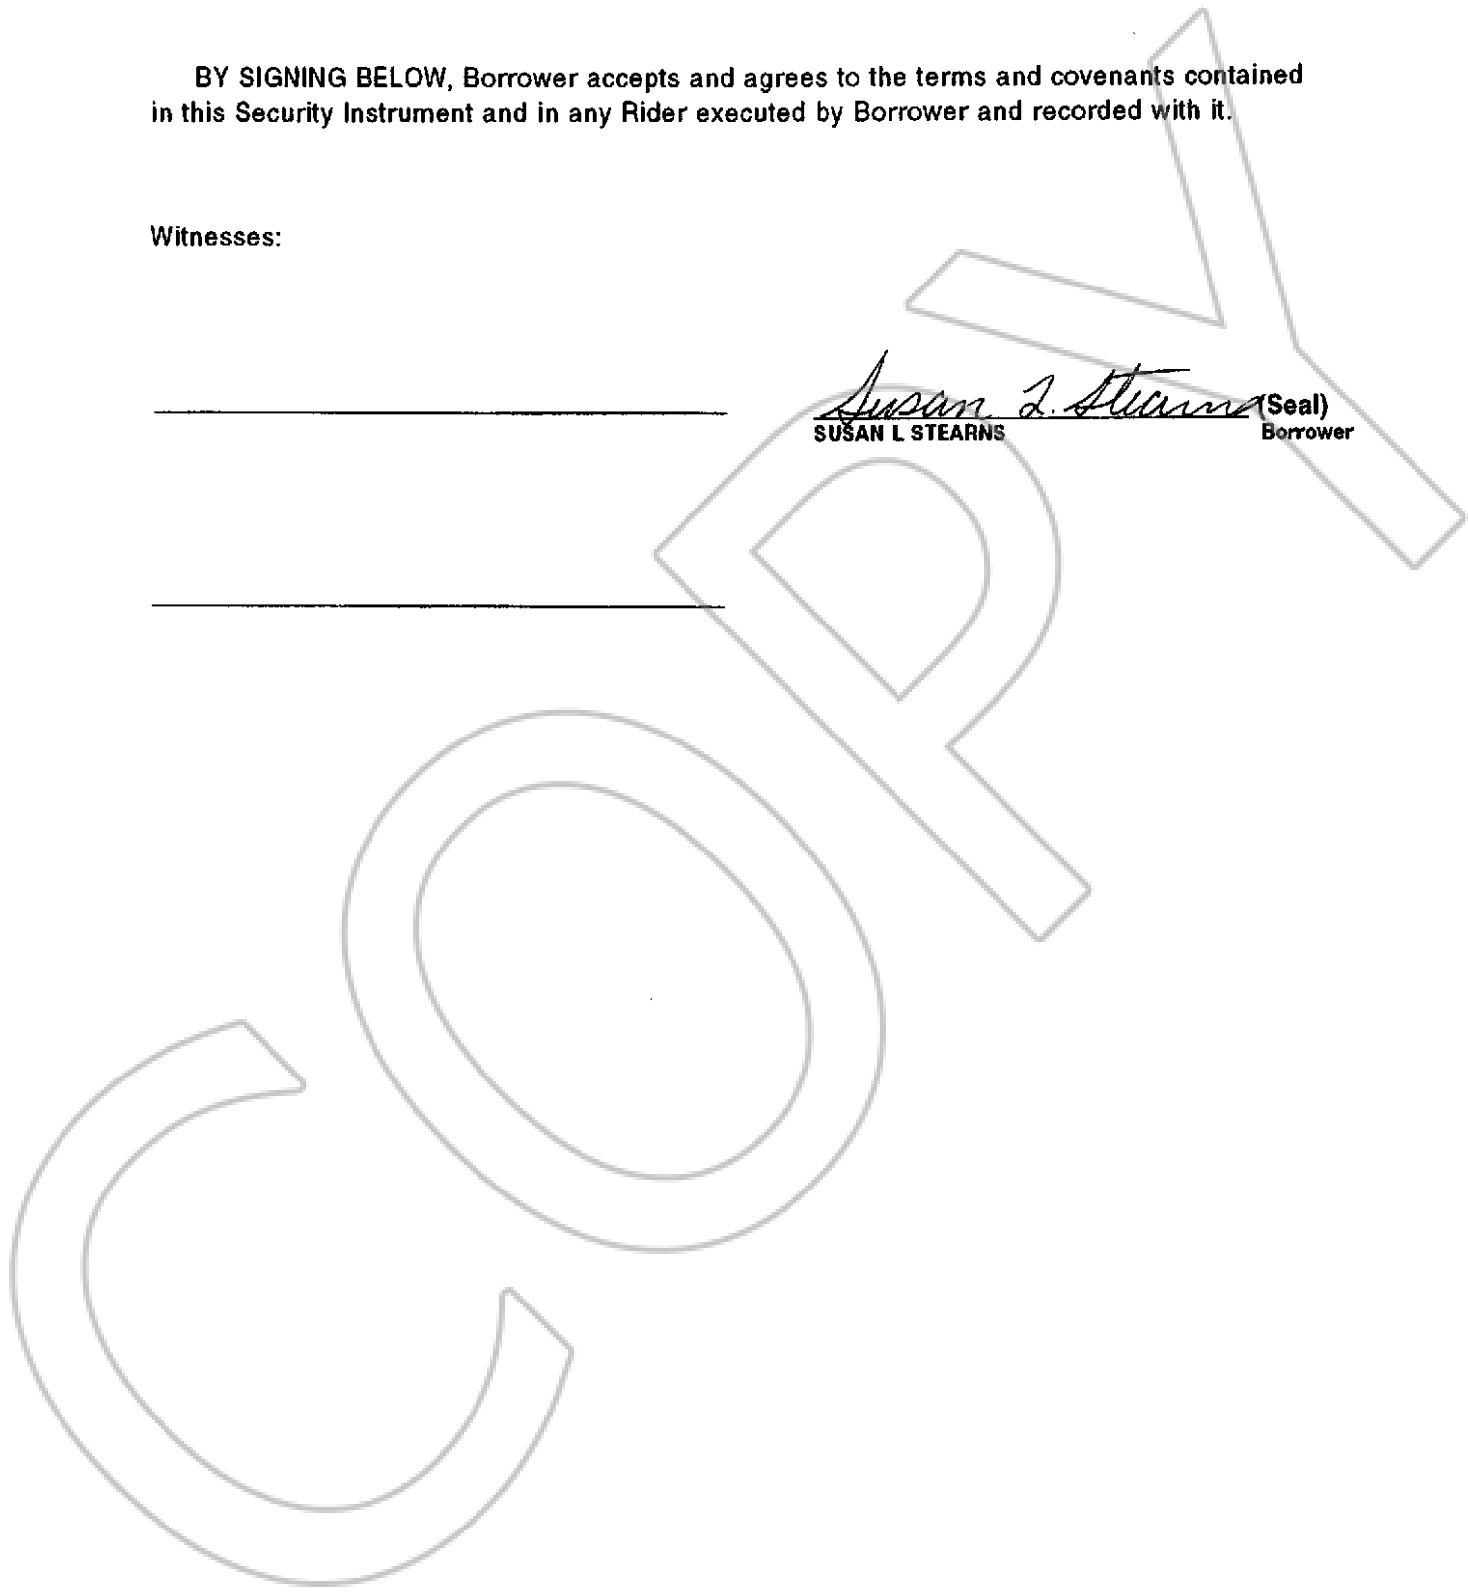 BY SIGNING BELOW, Borrower accepts and agrees to the terms and covenants contained
in this Security Instrument and in any Rider executed by Borrower and recorded with it.
Witnesses:
Susan L. Stearns (Seal)
SUSAN L STEARNS Borrower
COPY